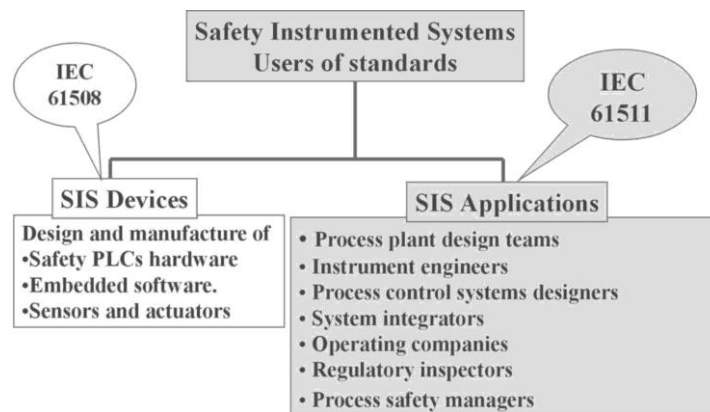 Safety Instrumented Systems
Users of standards
IEC
61508
IEC
61511
SIS Devices
Design and manufacture of
•Safety PLCs hardware
•Embedded software.
•Sensors and actuators
SIS Applications
• Process plant design teams
• Instrument engineers
• Process control systems designers
• System integrators
• Operating companies
• Regulatory inspectors
• Process safety managers